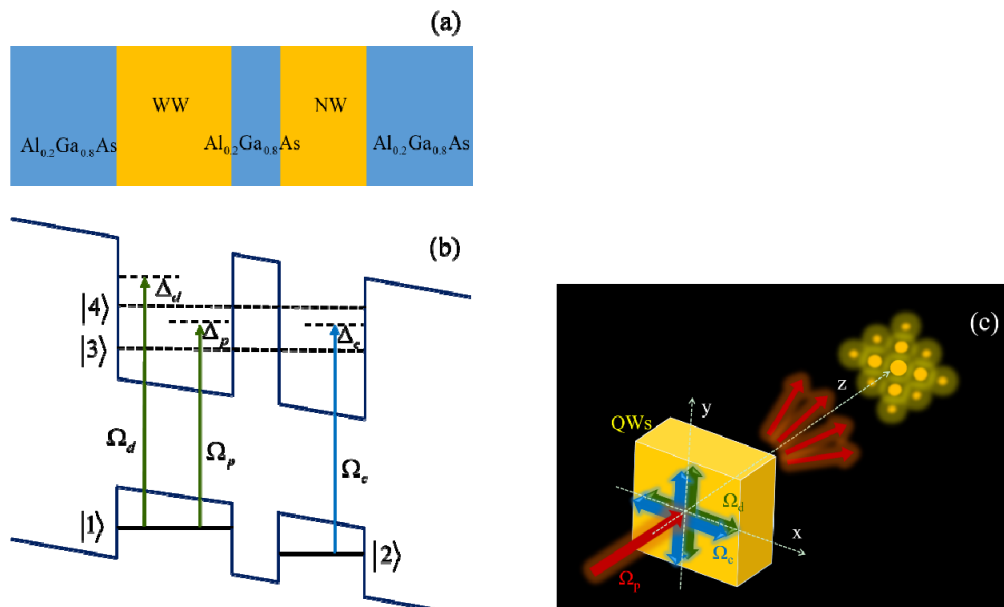 (a)
WW
NW
Al₀.₂Ga₀.₈As
Al₀.₂Ga₀.₈As
Al₀.₂Ga₀.₈As
(b)
Δd
|4⟩
Δp
Δc
|3⟩
Ωd
Ωp
Ωc
|1⟩
|2⟩
(c)
z
y
QWs
Ωd
x
Ωc
Ωp